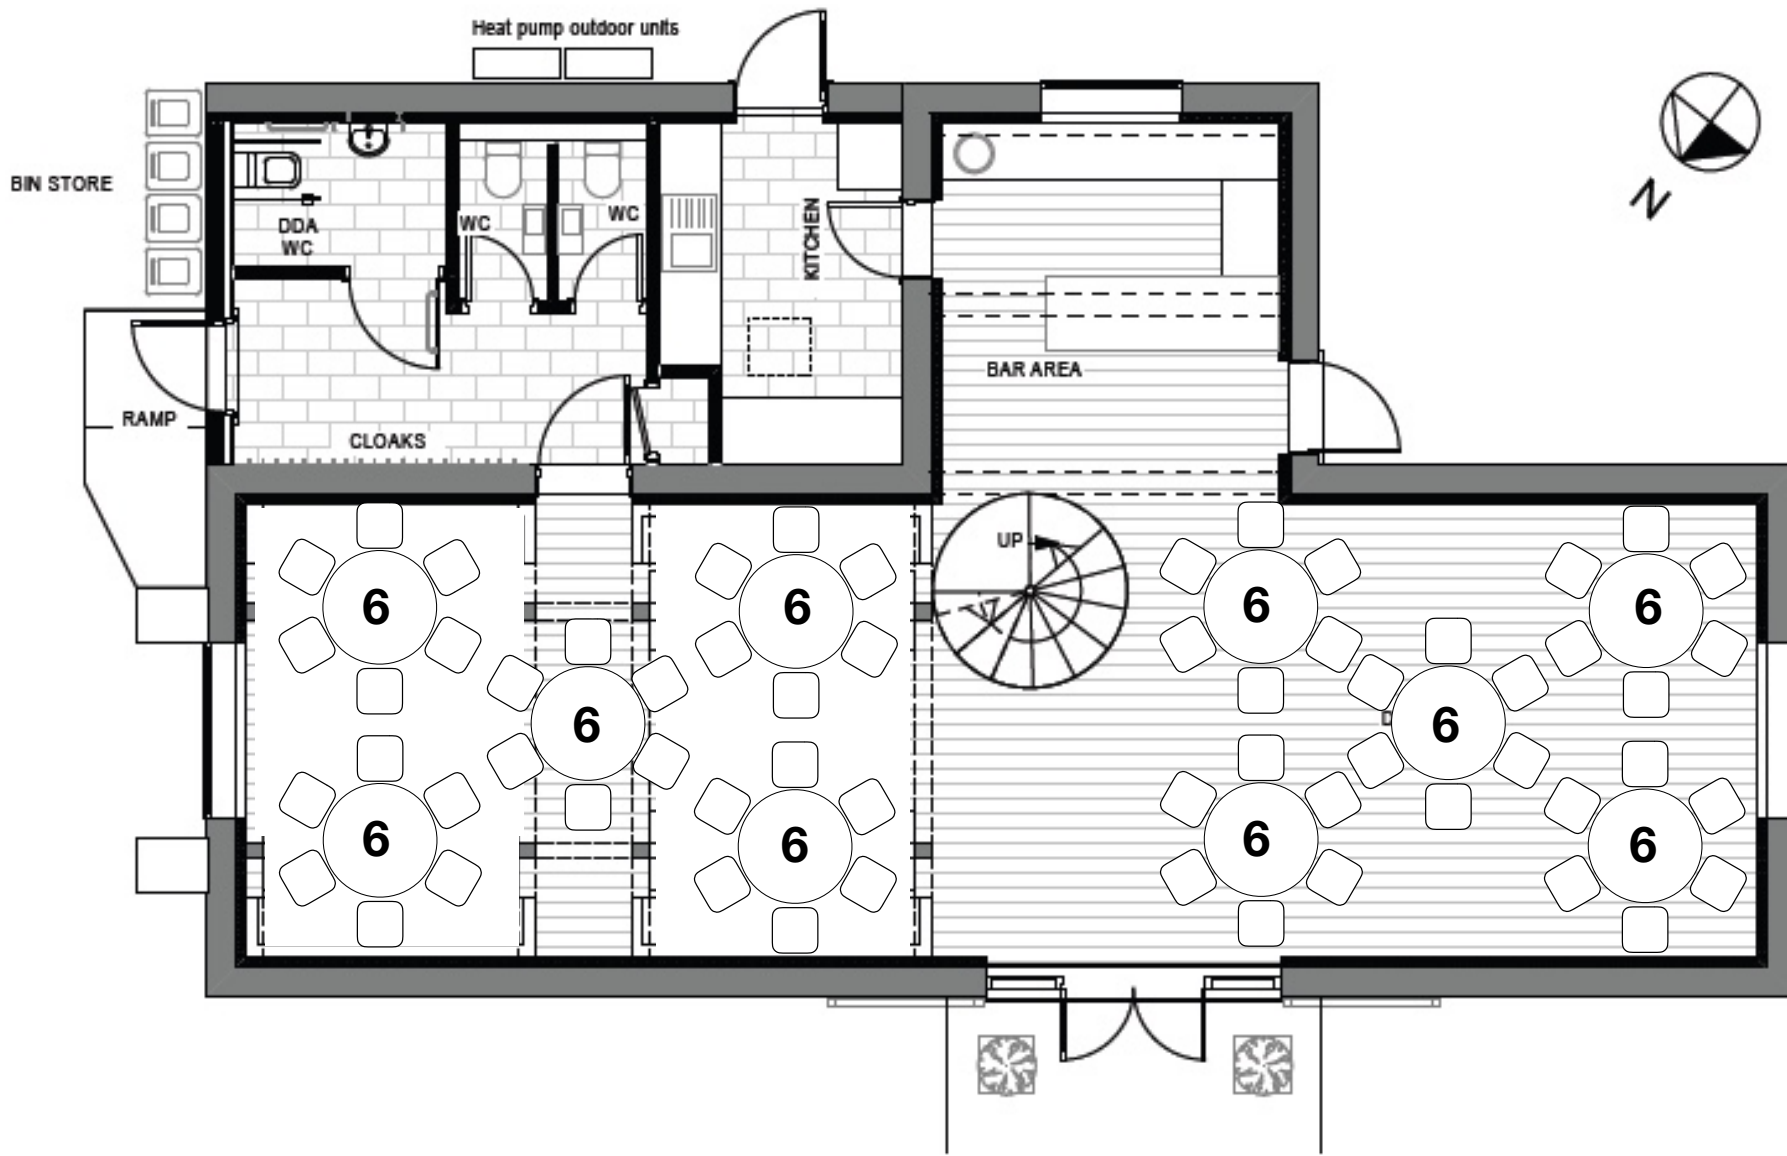 Heat pump outdoor units
BIN STORE
DDA
WC
WC
WC
KITCHEN
N
BAR AREA
RAMP
CLOAKS
UP
6
6
6
6
6
6
D
6
6
6
6